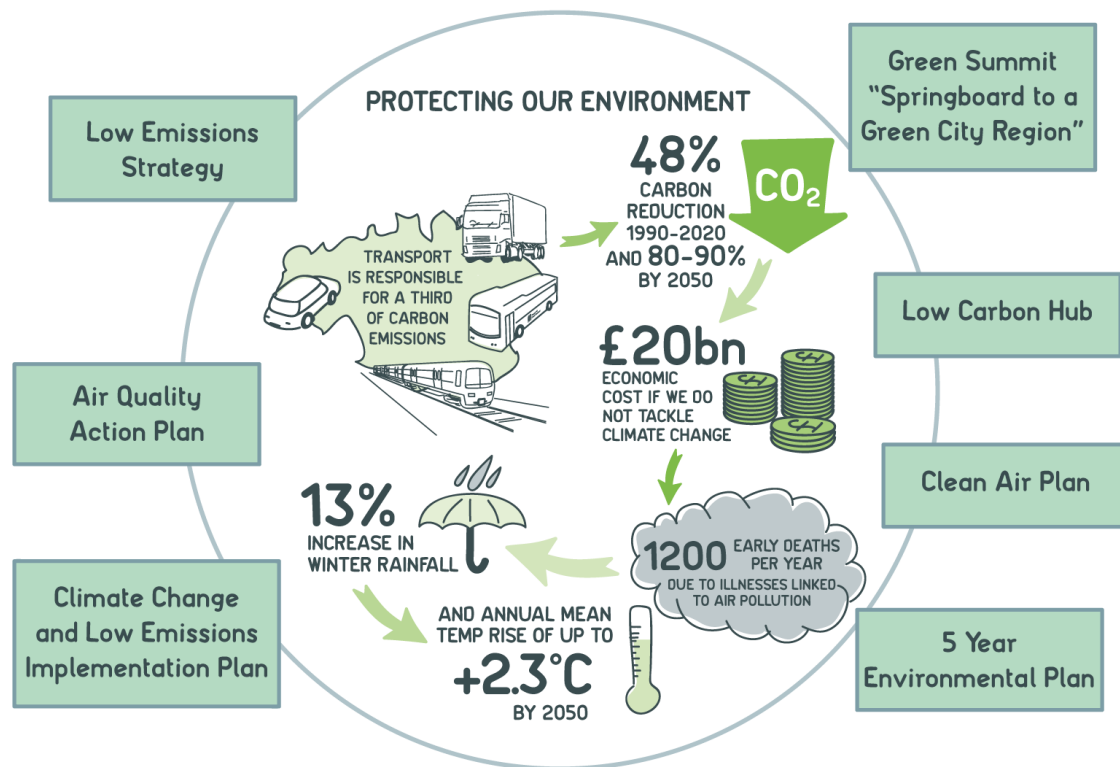 PROTECTING OUR ENVIRONMENT
Low Emissions
Strategy
Air Quality
Action Plan
Climate Change
and Low Emissions
Implementation Plan
TRANSPORT
IS RESPONSIBLE
FOR A THIRD
OF CARBON
EMISSIONS
48%
CARBON
REDUCTION
1990-2020
AND 80-90%
BY 2050
CO₂
£20bn
ECONOMIC
COST IF WE DO
NOT TACKLE
CLIMATE CHANGE
1200 EARLY DEATHS
PER YEAR
DUE TO ILLNESSES LINKED
TO AIR POLLUTION
13%
INCREASE IN
WINTER RAINFALL
AND ANNUAL MEAN
TEMP RISE OF UP TO
+2.3°C
BY 2050
Green Summit
“Springboard to a
Green City Region”
Low Carbon Hub
Clean Air Plan
5 Year
Environmental Plan